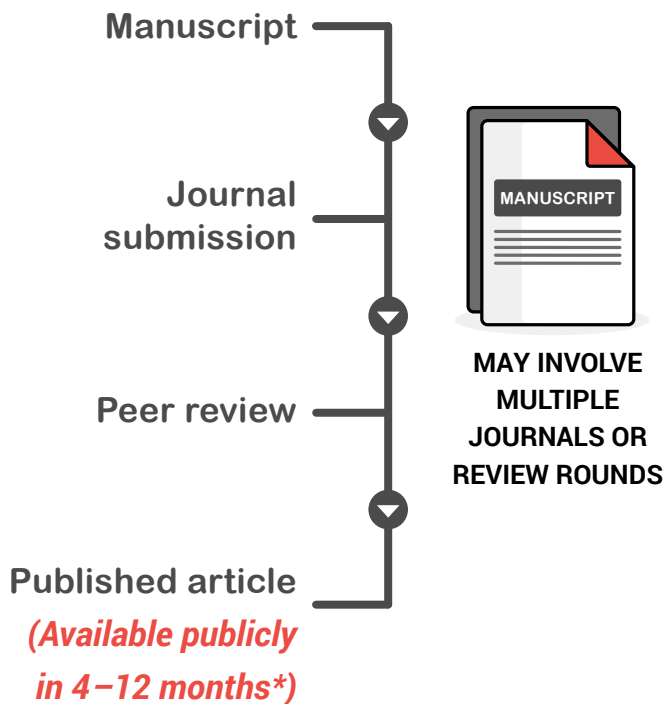 Manuscript
Journal
submission
Peer review
Published article
(Available publicly
in 4–12 months*)
MANUSCRIPT
MAY INVOLVE
MULTIPLE
JOURNALS OR
REVIEW ROUNDS